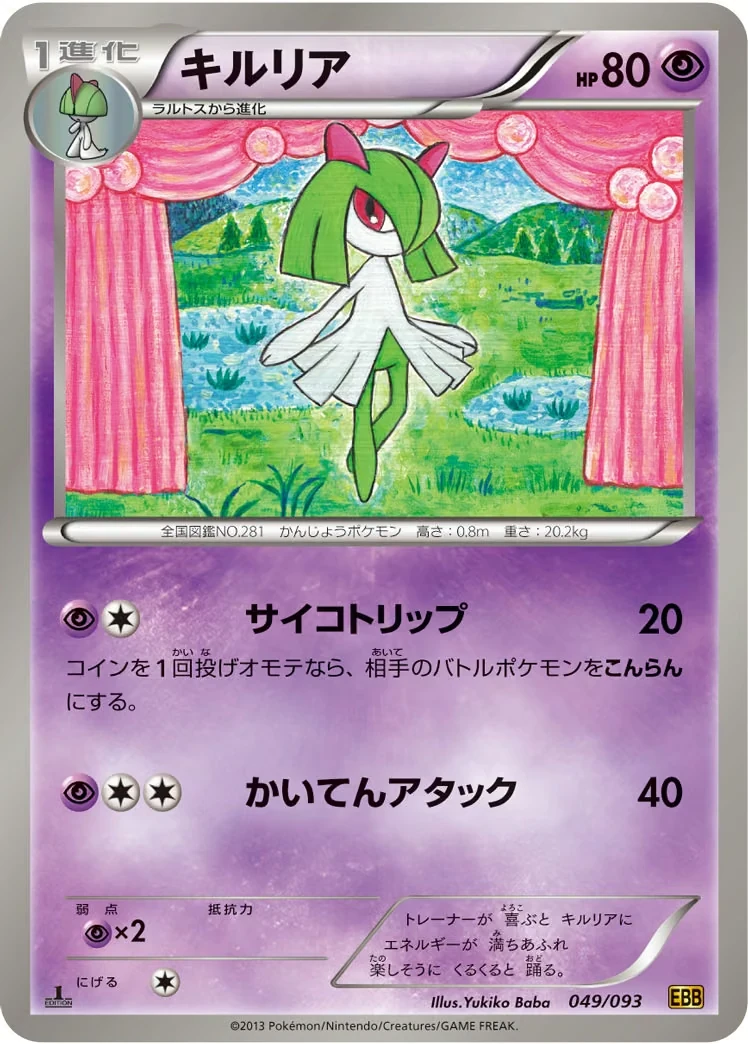 1進化
キルリア
HP80
ラルトスから進化
全国図鑑NO.281 かんじょうポケモン 高さ:0.8m 重さ:20.2kg
サイコトリップ 20
コインを1回投げオモテなら、相手のバトルポケモンをこんらん
にする。
かいてんアタック 40
弱点 抵抗力
×2
にげる
トレーナーが 喜ぶと キルリアに
エネルギーが 満ちあふれ
楽しそうに くるくると 踊る。
1 EDITION
Illus.Yukiko Baba 049/093 EBB
©2013 Pokémon/Nintendo/Creatures/GAME FREAK.